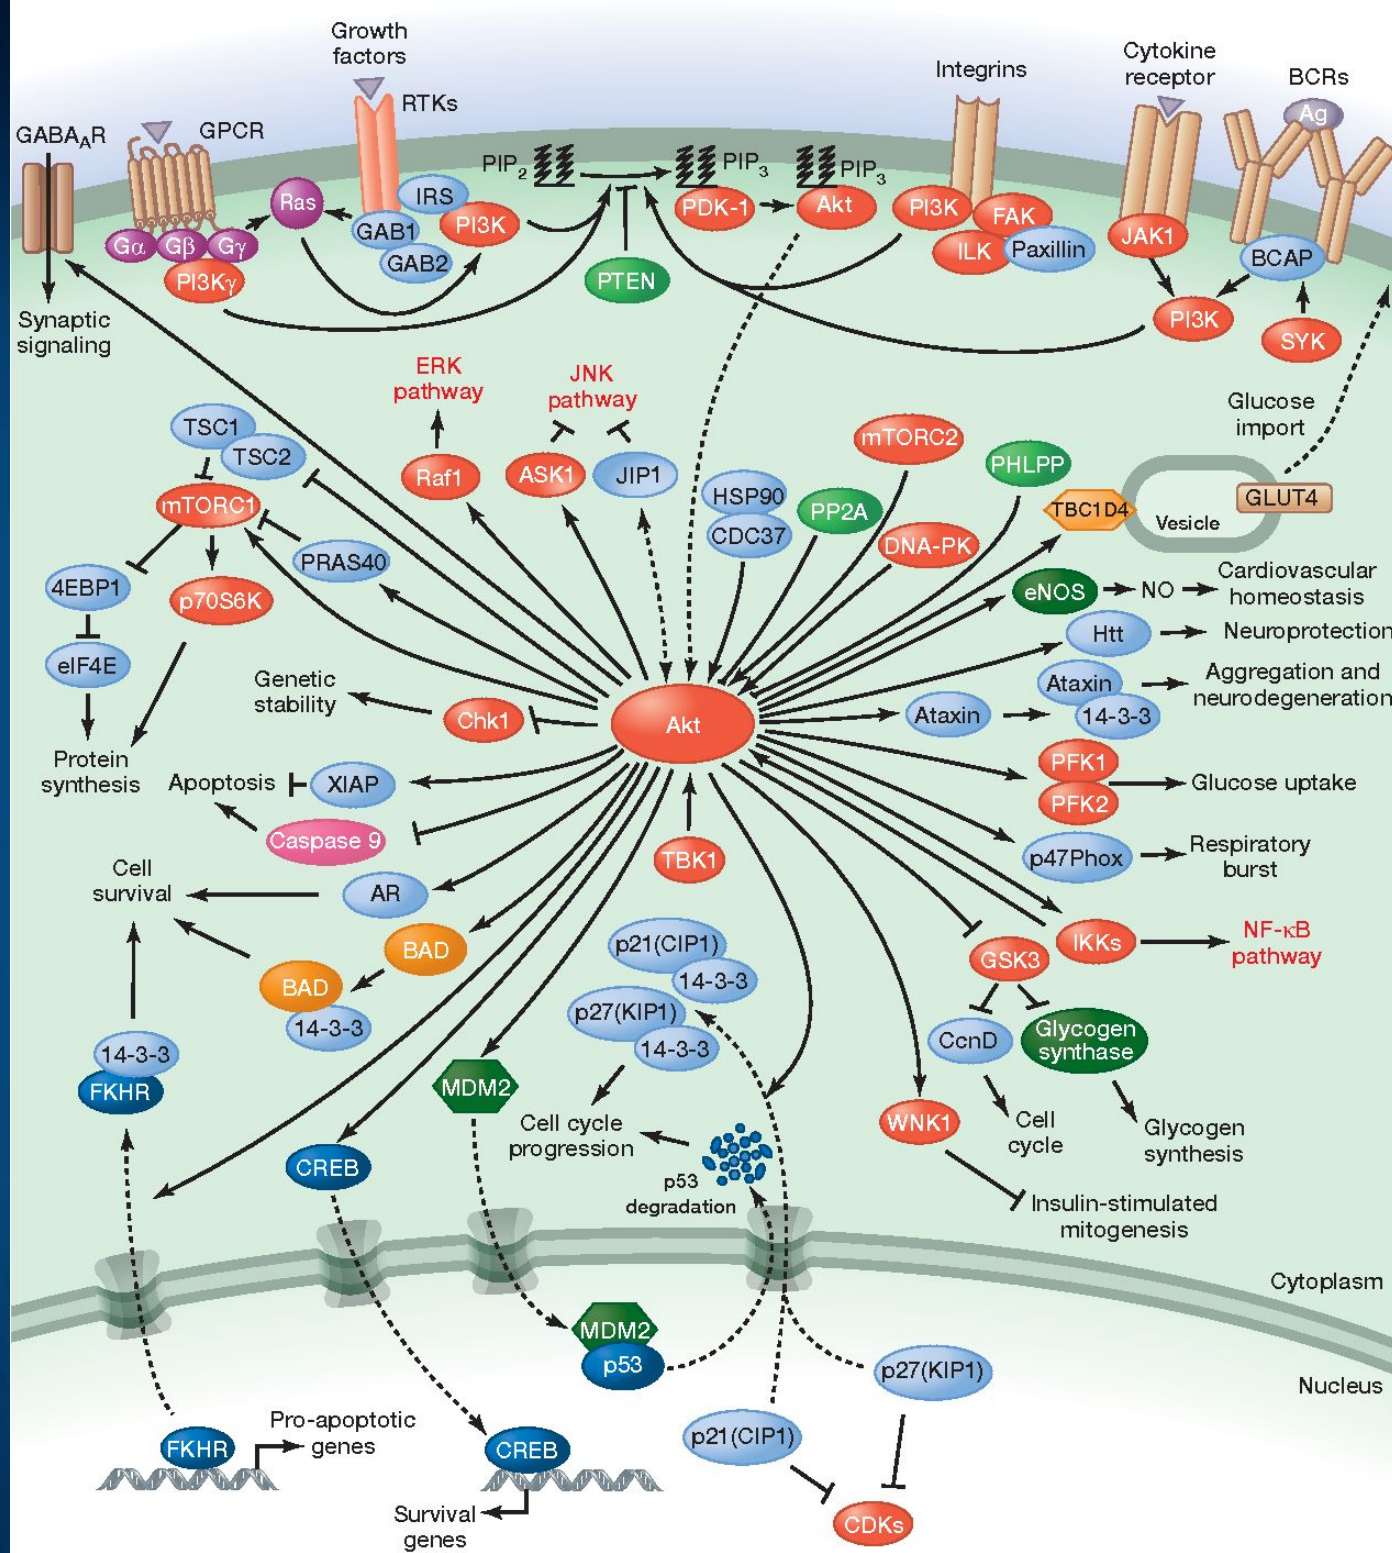 Growth
factors
RTKs
GABA_AR
GPCR
Integrins
Cytokine
receptor
BCRs
Ag
PIP2
PIP3
PIP3
Ras
IRS
PI3K
GAB1
GAB2
Gα
Gβ
Gγ
PI3Kγ
PTEN
PDK-1
Akt
PI3K
FAK
ILK
Paxillin
JAK1
BCAP
PI3K
SYK
Synaptic
signaling
ERK
pathway
JNK
pathway
Glucose
import
TSC1
TSC2
mTORC1
Raf1
ASK1
JIP1
HSP90
CDC37
PP2A
mTORC2
DNA-PK
PHLPP
TBC1D4
Vesicle
GLUT4
PRAS40
4EBP1
p70S6K
eIF4E
eNOS
NO
Cardiovascular
homeostasis
Htt
Neuroprotection
Genetic
stability
Chk1
Akt
Ataxin
Ataxin
14-3-3
Aggregation and
neurodegeneration
Protein
synthesis
Apoptosis
XIAP
Caspase 9
PFK1
PFK2
Glucose uptake
TBK1
p47Phox
Respiratory
burst
Cell
survival
AR
BAD
BAD
14-3-3
p21(CIP1)
14-3-3
p27(KIP1)
14-3-3
GSK3
IKKs
NF-κB
pathway
CcnD
Glycogen
synthase
14-3-3
FKHR
MDM2
Cell cycle
progression
WNK1
Cell
cycle
Glycogen
synthesis
CREB
p53
degradation
Insulin-stimulated
mitogenesis
Cytoplasm
MDM2
p53
p27(KIP1)
Nucleus
FKHR
Pro-apoptotic
genes
CREB
p21(CIP1)
Survival
genes
CDKs